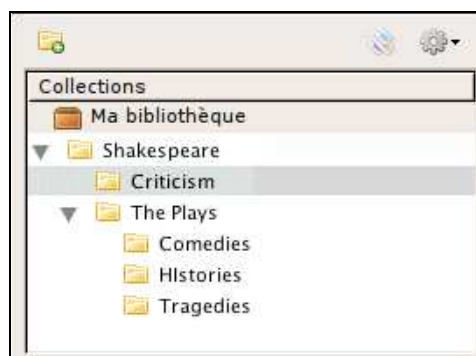 Collections
Ma bibliothèque
Shakespeare
Criticism
The Plays
Comedies
HIstories
Tragedies